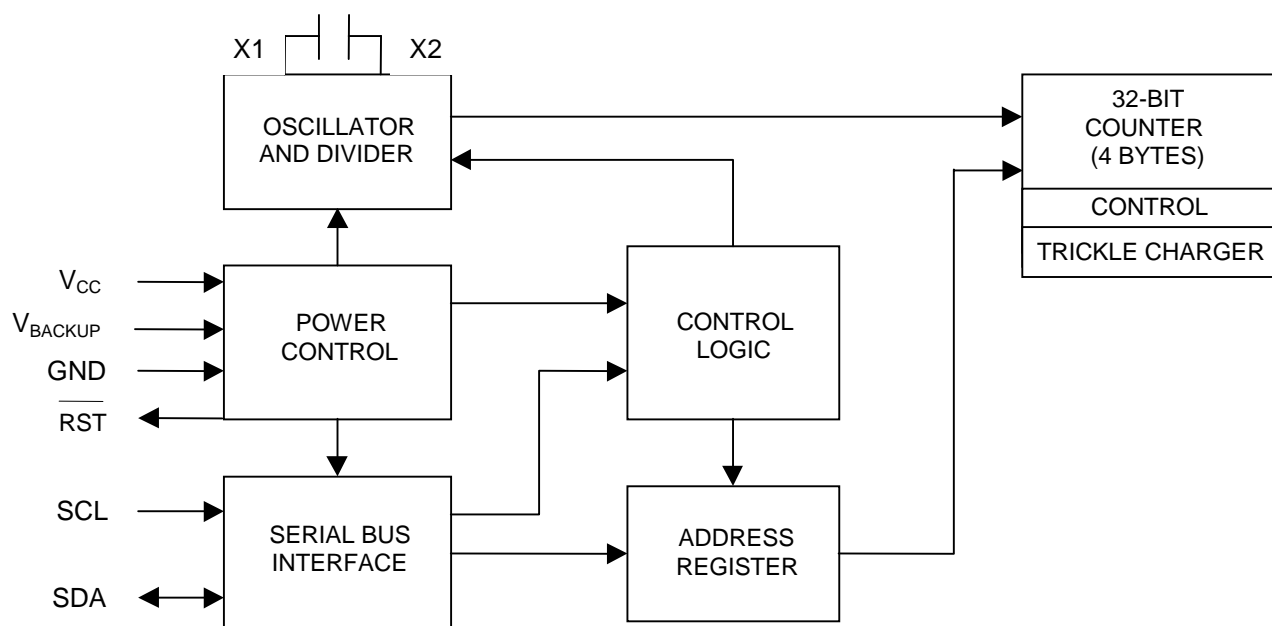 X1
X2
OSCILLATOR
AND DIVIDER
32-BIT
COUNTER
(4 BYTES)
CONTROL
TRICKLE CHARGER
VCC
VBACKUP
GND
RST
POWER
CONTROL
CONTROL
LOGIC
SCL
SDA
SERIAL BUS
INTERFACE
ADDRESS
REGISTER